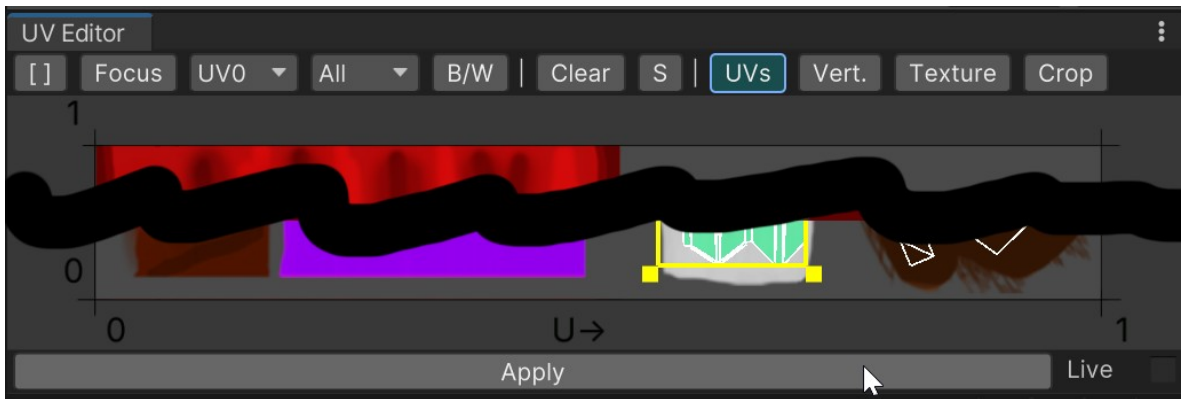 UV Editor
[ ] Focus UV0 All B/W | Clear S | UVs Vert. Texture Crop
1
0
0 U→ 1
Apply Live